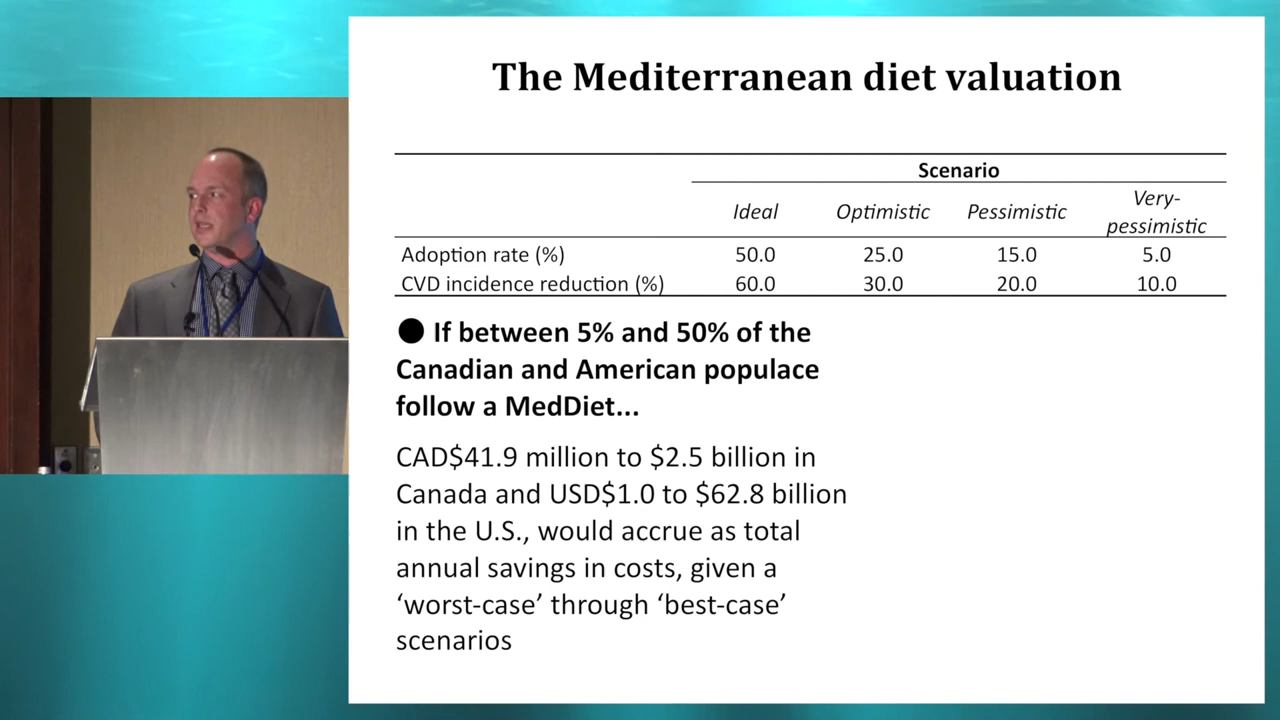 The Mediterranean diet valuation
Scenario
Ideal Optimistic Pessimistic Very-
pessimistic
Adoption rate (%) 50.0 25.0 15.0 5.0
CVD incidence reduction (%) 60.0 30.0 20.0 10.0
● If between 5% and 50% of the
Canadian and American populace
follow a MedDiet...
CAD$41.9 million to $2.5 billion in
Canada and USD$1.0 to $62.8 billion
in the U.S., would accrue as total
annual savings in costs, given a
‘worst-case’ through ‘best-case’
scenarios